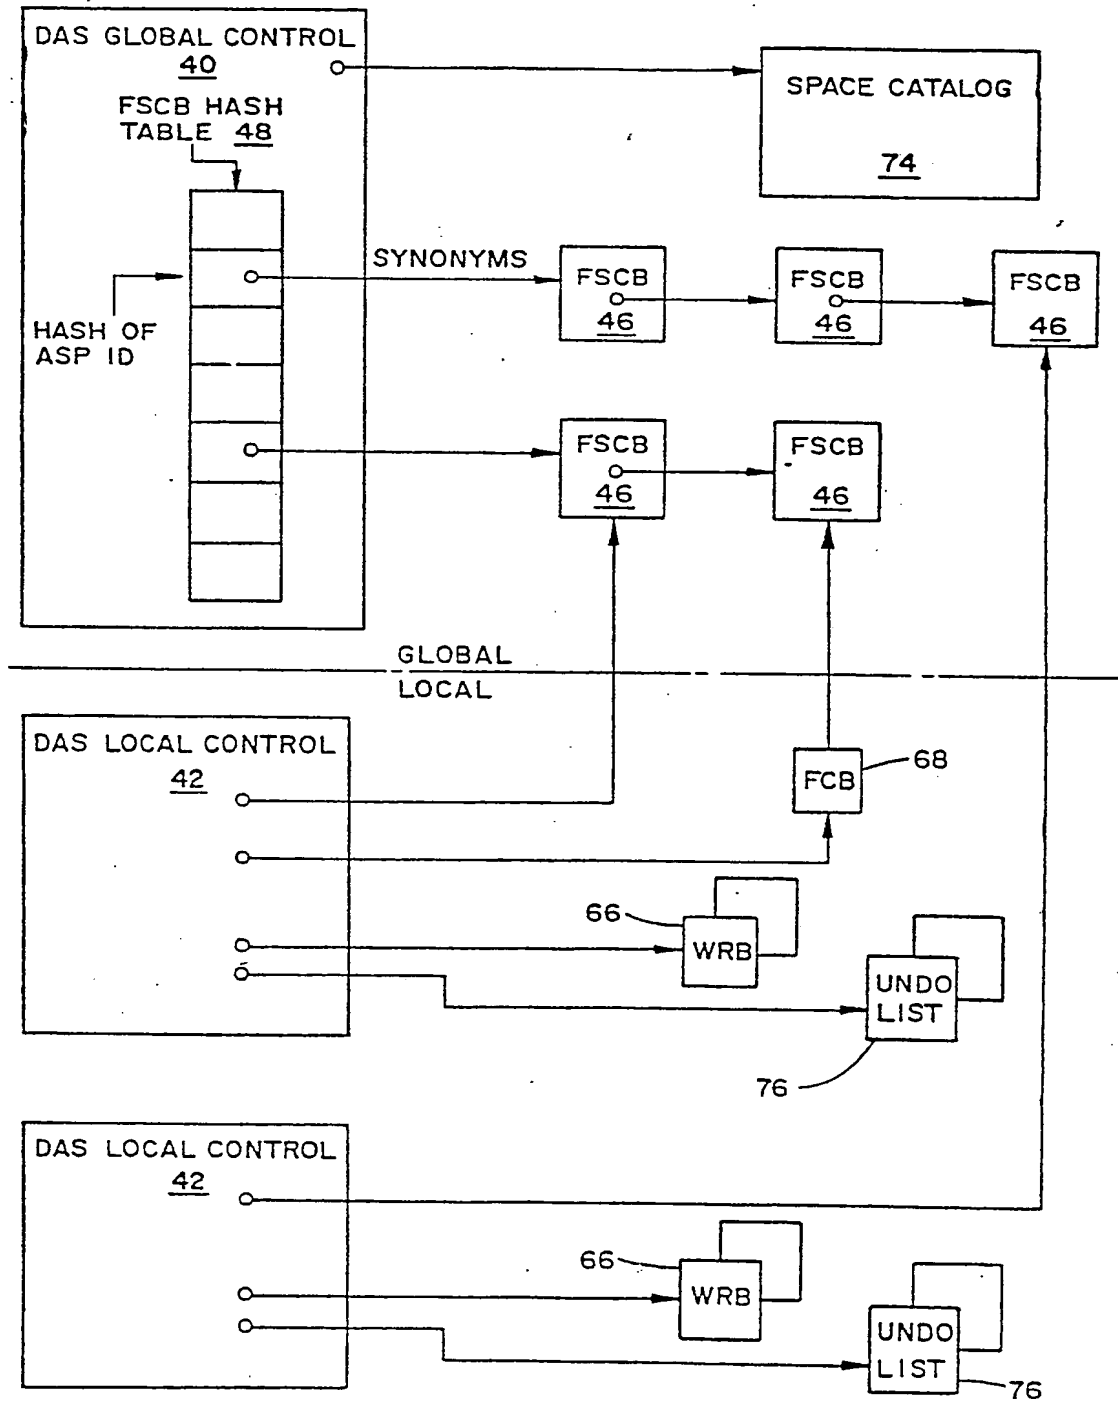 DAS GLOBAL CONTROL
40
FSCB HASH
TABLE 48
SPACE CATALOG
74
SYNONYMS
HASH OF
ASP ID
FSCB
46
FSCB
46
FSCB
46
FSCB
46
FSCB
46
GLOBAL
LOCAL
DAS LOCAL CONTROL
42
FCB
68
66
WRB
UNDO
LIST
76
DAS LOCAL CONTROL
42
66
WRB
UNDO
LIST
76